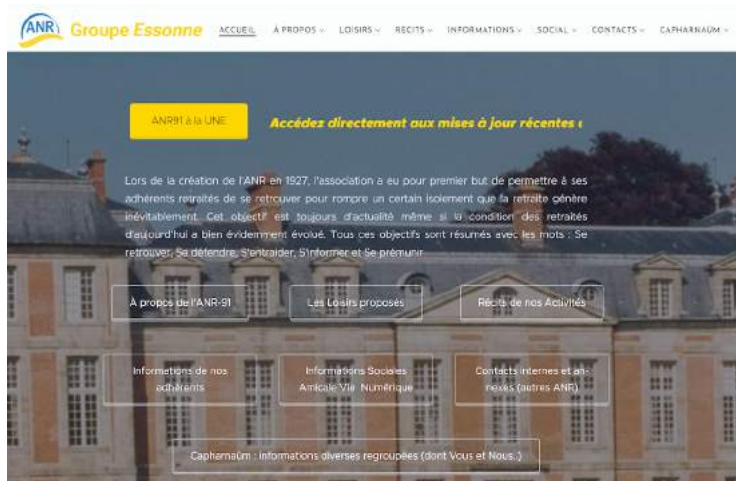 ANR Groupe Essonne ACCUEIL À PROPOS LOISIRS RECITS INFORMATIONS SOCIAL CONTACTS CAPHARNAÜM
ANR91 à la UNE Accédez directement aux mises à jour récentes
Lors de la création de l'ANR en 1927, l'association a eu pour premier but de permettre à ses
adhérents retraités de se retrouver pour rompre un certain isolement que la retraite génère
inévitablement. Cet objectif est toujours d'actualité même si la condition des retraités
d'aujourd'hui a bien évidemment évolué. Tous ces objectifs sont résumés avec les mots : Se
retrouver, Se défendre, S'entraider, S'informer et Se prémunir
À propos de l'ANR-91 Les Loisirs proposés Récits de nos Activités
Informations de nos
adhérents
Informations Sociales
Amicale Vie Numérique
Contacts internes et an-
nexes (autres ANR)
Capharnaüm : informations diverses regroupées (dont Vous et Nous..)